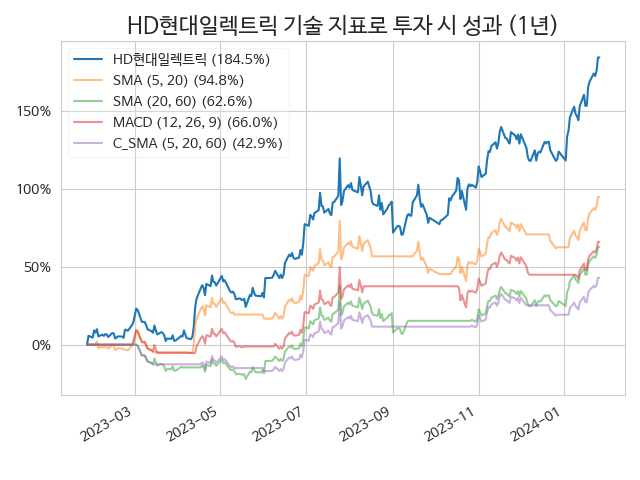 HD현대일렉트릭 기술 지표로 투자 시 성과 (1년)
HD현대일렉트릭 (184.5%)
SMA (5, 20) (94.8%)
SMA (20, 60) (62.6%)
MACD (12, 26, 9) (66.0%)
C_SMA (5, 20, 60) (42.9%)
150%
100%
50%
0%
2023-03
2023-05
2023-07
2023-09
2023-11
2024-01